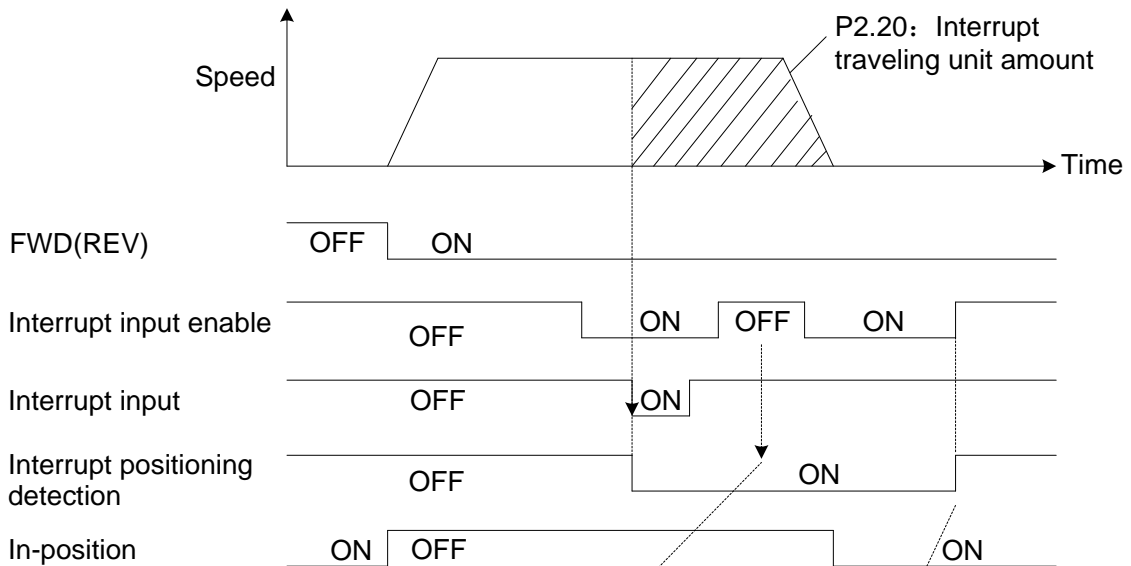 P2.20：Interrupt
traveling unit amount
Speed
Time
FWD(REV) OFF ON
Interrupt input enable OFF ON OFF ON
Interrupt input OFF ON
Interrupt positioning
detection OFF ON
In-position ON OFF ON